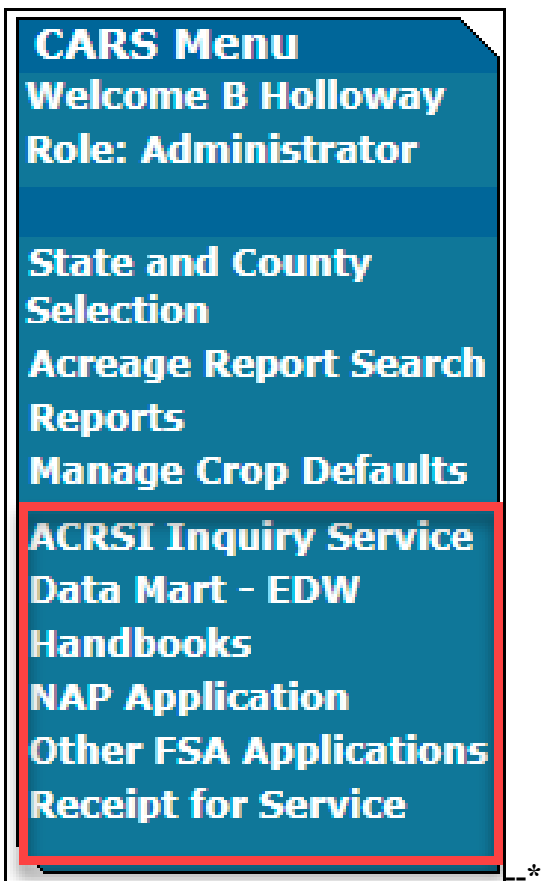 CARS Menu
Welcome B Holloway
Role: Administrator
State and County
Selection
Acreage Report Search
Reports
Manage Crop Defaults
ACRSI Inquiry Service
Data Mart - EDW
Handbooks
NAP Application
Other FSA Applications
Receipt for Service
--*